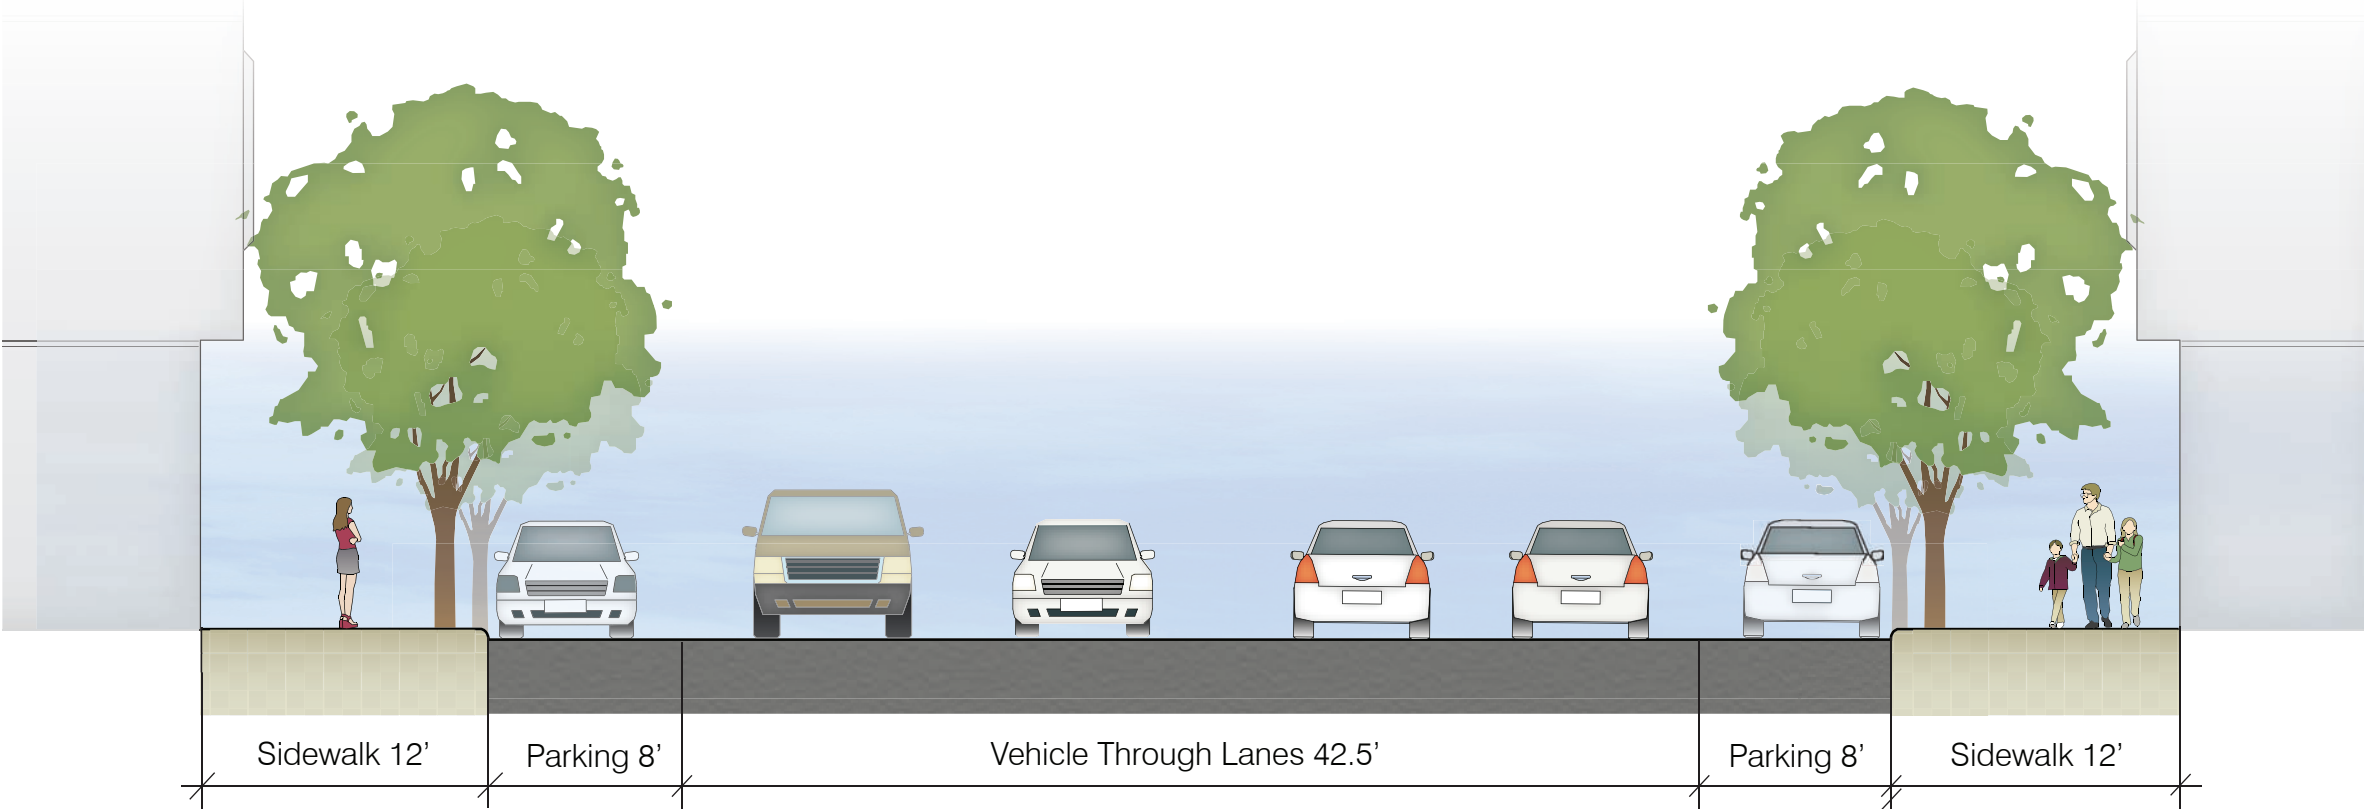 Sidewalk 12’
Parking 8’
Vehicle Through Lanes 42.5’
Parking 8’
Sidewalk 12’